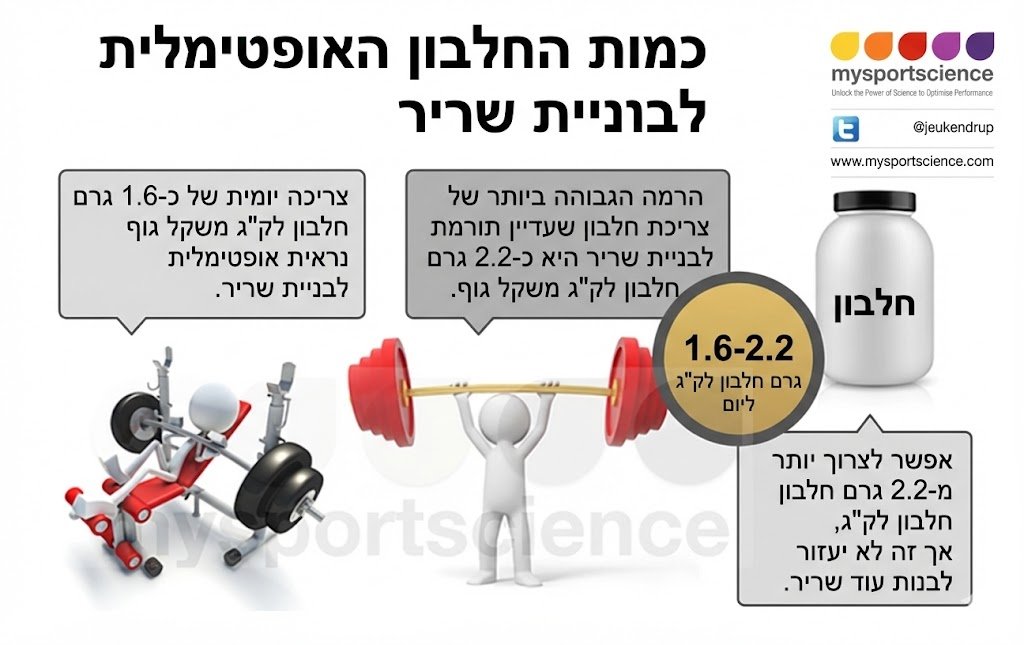 כמות החלבון האופטימלית
לבוניית שריר
mysportscience
Unlock the Power of Science to Optimise Performance
@jeukendrup
www.mysportscience.com
צריכה יומית של כ-1.6 גרם
חלבון לק"ג משקל גוף
נראית אופטימלית
לבניית שריר.
הרמה הגבוהה ביותר של
צריכת חלבון שעדיין תורמת
לבניית שריר היא כ-2.2 גרם
חלבון לק"ג משקל גוף.
1.6-2.2
גרם חלבון לק"ג
ליום
חלבון
אפשר לצרוך יותר
מ-2.2 גרם חלבון
חלבון לק"ג,
אך זה לא יעזור
לבנות עוד שריר.
mysportscience